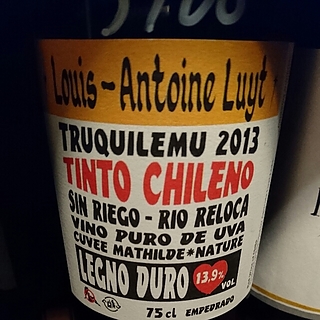 Louis-Antoine Luyt
TRUQUILEMU 2013
TINTO CHILENO
SIN RIEGO - RIO RELOCA
VINO PURO DE UVA
CUVEE MATHILDE*NATURE
LEGNO DURO 13,9% VOL.
75 cl EMPEDRADO